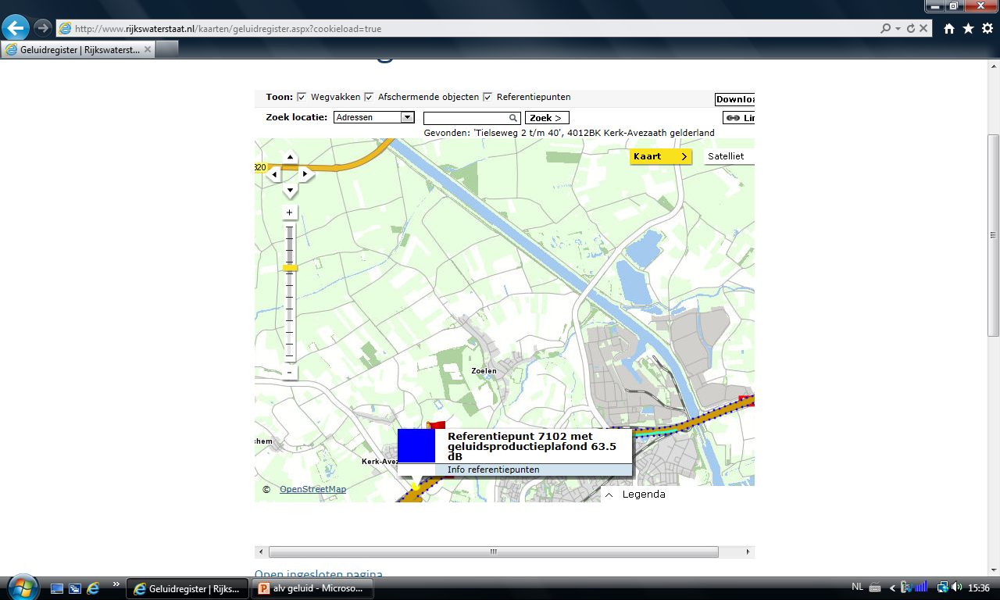 http://www.rijkswaterstaat.nl/kaarten/geluidregister.aspx?cookieload=true
Geluidregister | Rijkswaterst...
Toon: Wegvakken Afschermende objecten Referentiepunten
Downloa
Zoek locatie: Adressen Zoek >
Lin
Gevonden: 'Tielseweg 2 t/m 40', 4012BK Kerk-Avezaath gelderland
Kaart > Satelliet
320
+
Zoelen
-
Referentiepunt 7102 met
geluidsproductieplafond 63.5
dB
chem
Kerk-Avez
Info referentiepunten
© OpenStreetMap
Legenda
Open ingesloten pagina
Geluidregister | Rijks...
alv geluid - Microso...
NL
15:36